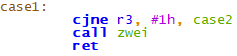 case1:
cjne r3, #1h, case2
call zwei
ret